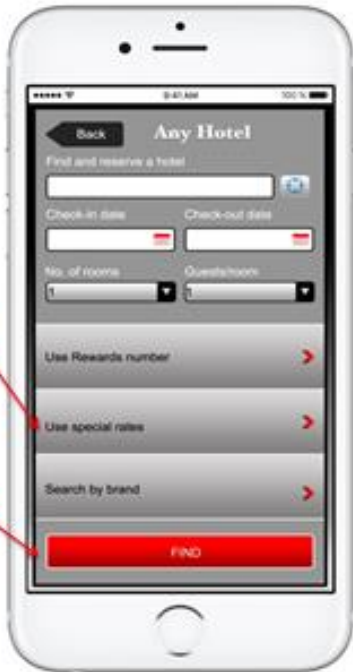 9:41 AM 100 %
Back Any Hotel
Find and reserve a hotel
Check-in date Check-out date
No. of rooms Guests/room
1 1
Use Rewards number
Use special rates
Search by brand
FIND